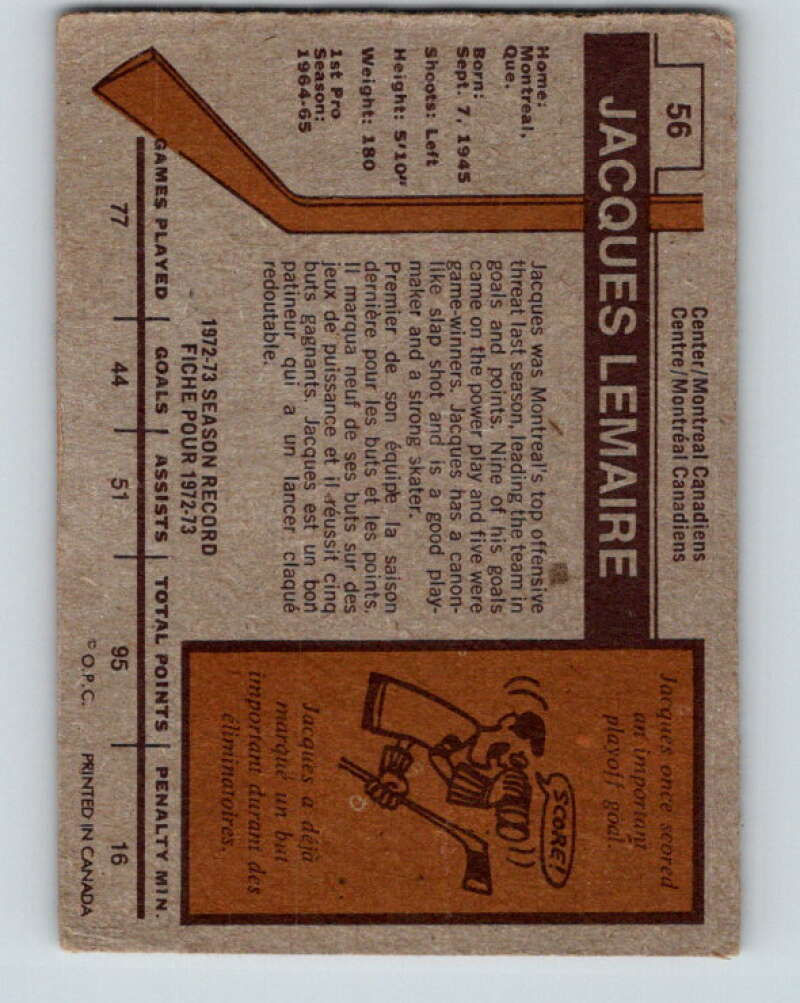 56
Center/Montreal Canadiens
Centre/Montréal Canadiens
JACQUES LEMAIRE
Home:
Montreal,
Que.
Born:
Sept. 7, 1945
Shoots: Left
Height: 5'10"
Weight: 180
1st Pro
Season:
1964-65
Jacques was Montreal's top offensive
threat last season, leading the team in
goals and points. Nine of his goals
came on the power play and five were
game-winners. Jacques has a canon-
like slap shot and is a good play-
maker and a strong skater.
Premier de son équipe la saison
dernière pour les buts et les points.
Il marqua neuf de ses buts sur des
jeux de puissance et il réussit cinq
buts gagnants. Jacques est un bon
patineur qui a un lancer claqué
redoutable.
Jacques once scored
an important
playoff goal.
SCORE!
Jacques a déjà
marqué un but
important durant des
éliminatoires.
1972-73 SEASON RECORD
FICHE POUR 1972-73
GAMES PLAYED GOALS ASSISTS TOTAL POINTS PENALTY MIN.
77 44 51 95 16
© O.P.C. PRINTED IN CANADA